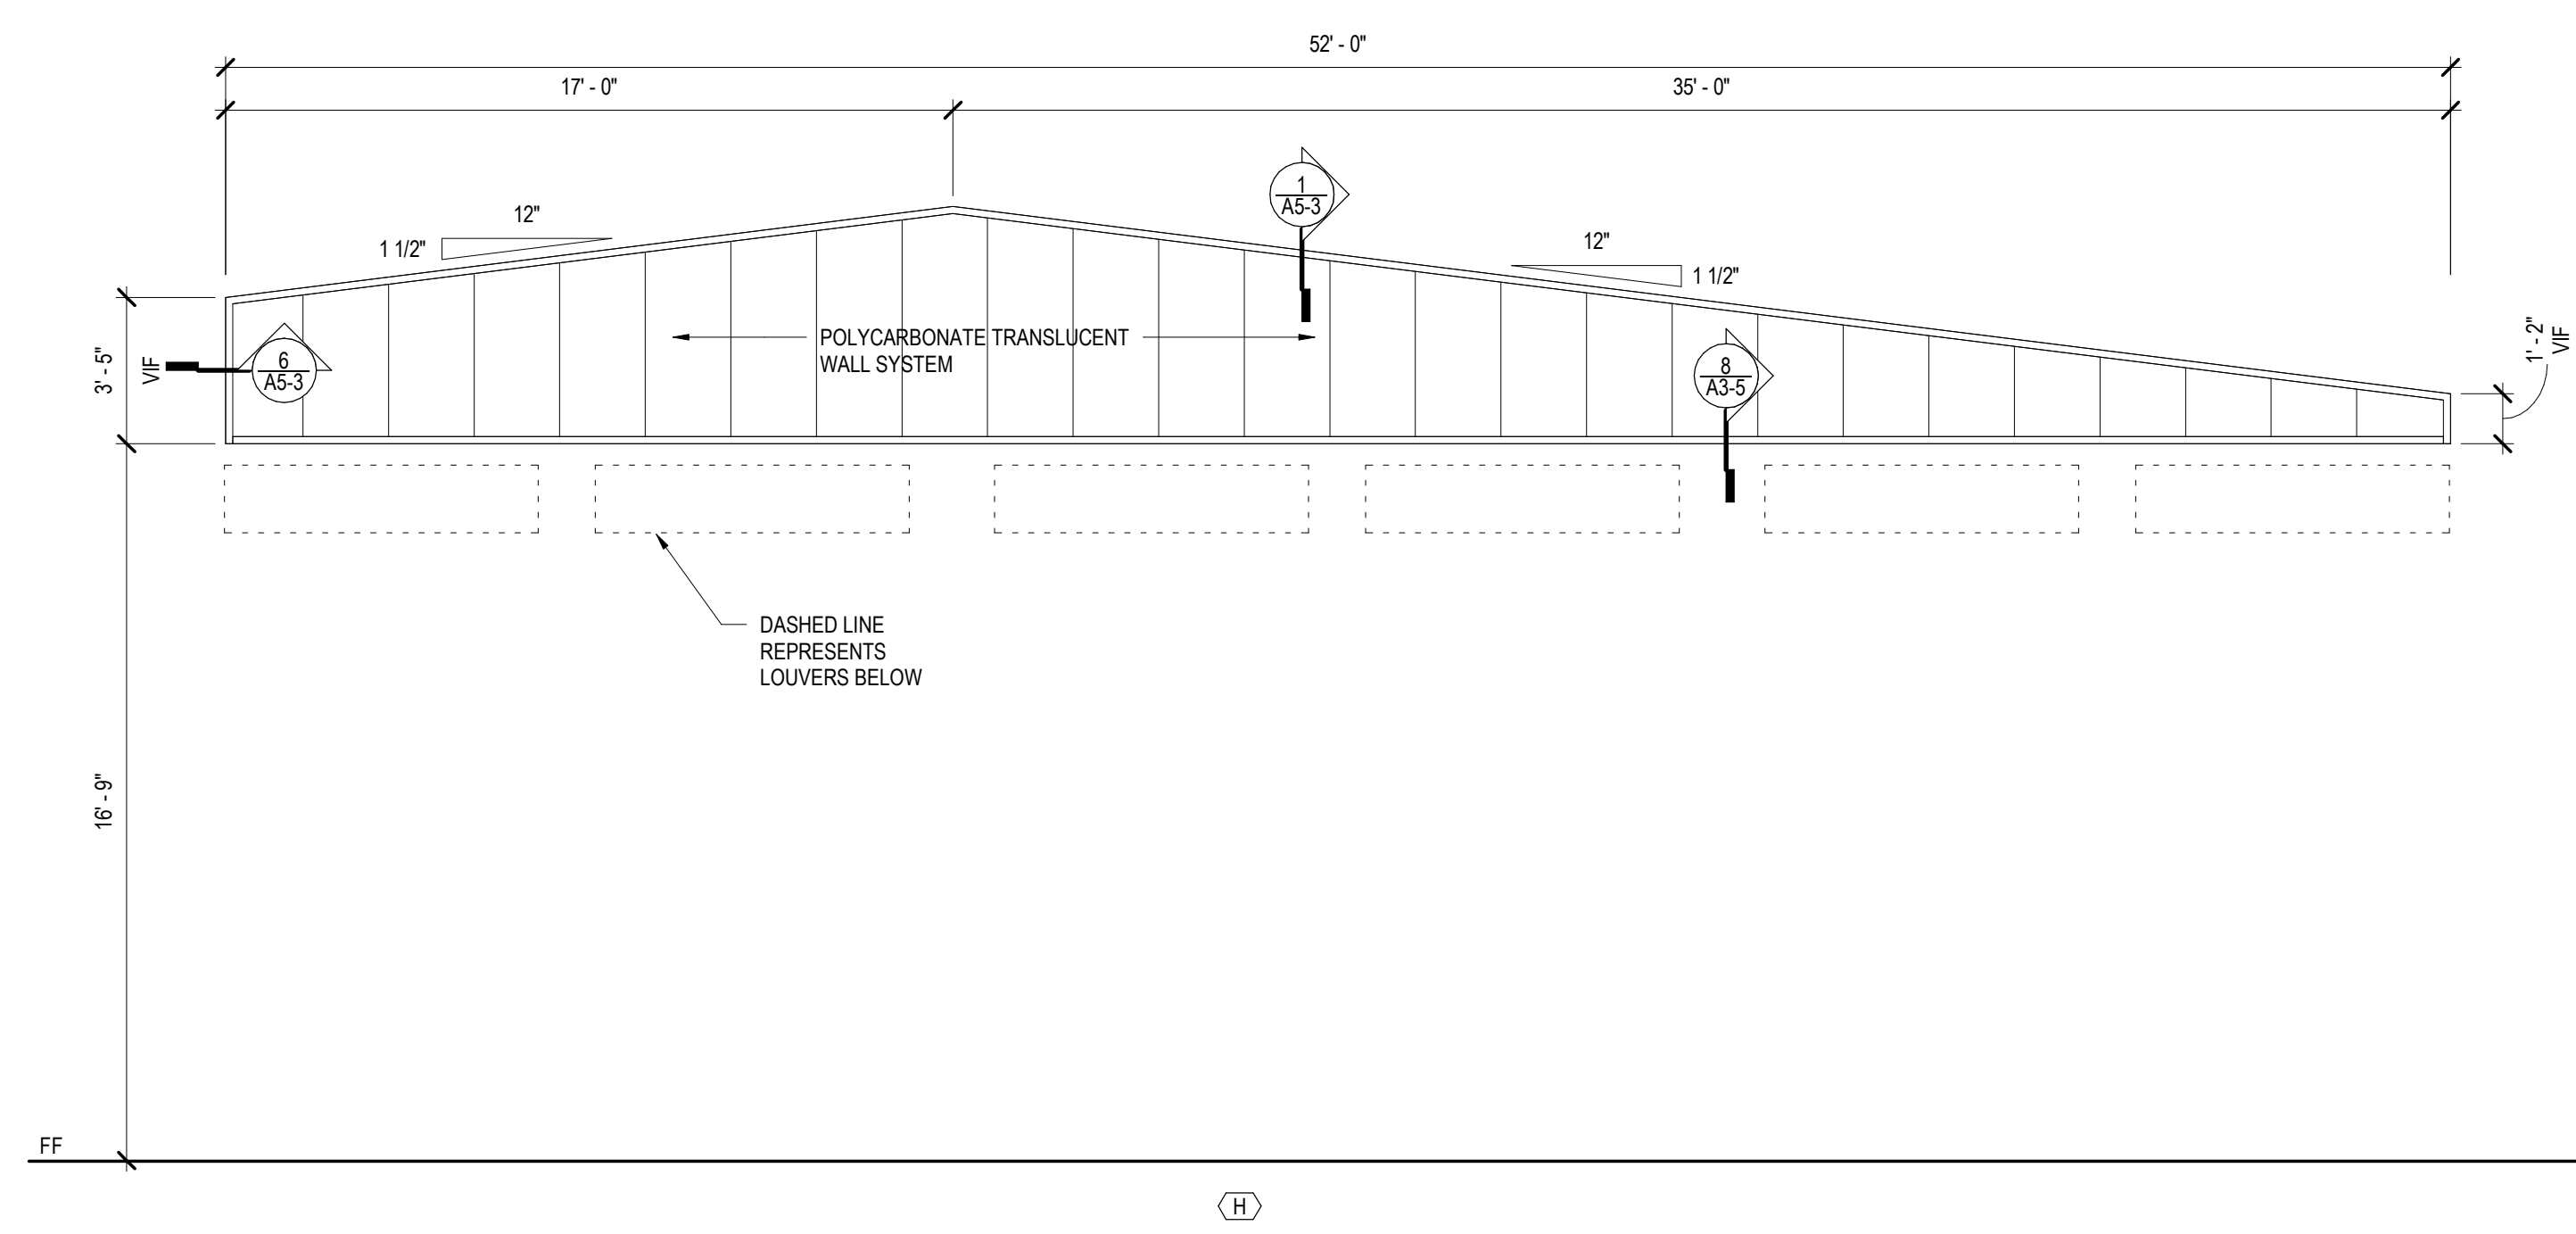 52' - 0"
17' - 0"
35' - 0"
1
A5-3
12"
1 1/2"
12"
1 1/2"
3' - 5"
VIF
6
A5-3
POLYCARBONATE TRANSLUCENT
WALL SYSTEM
8
A3-5
1' - 2"
VIF
DASHED LINE
REPRESENTS
LOUVERS BELOW
16' - 9"
FF
H